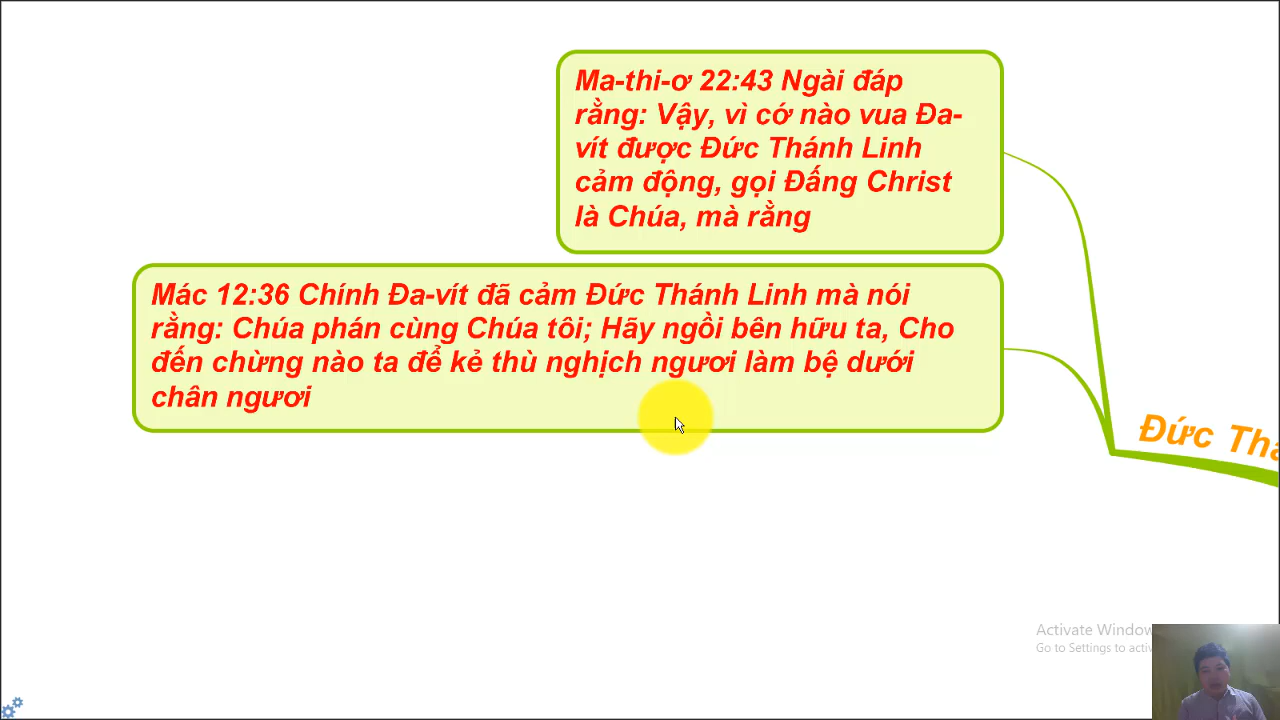 Ma-thi-ơ 22:43 Ngài đáp
rằng: Vậy, vì cớ nào vua Đa-
vít được Đức Thánh Linh
cảm động, gọi Đấng Christ
là Chúa, mà rằng
Mác 12:36 Chính Đa-vít đã cảm Đức Thánh Linh mà nói
rằng: Chúa phán cùng Chúa tôi; Hãy ngồi bên hữu ta, Cho
đến chừng nào ta để kẻ thù nghịch ngươi làm bệ dưới
chân ngươi
Đức Thá
Activate Window
Go to Settings to activ